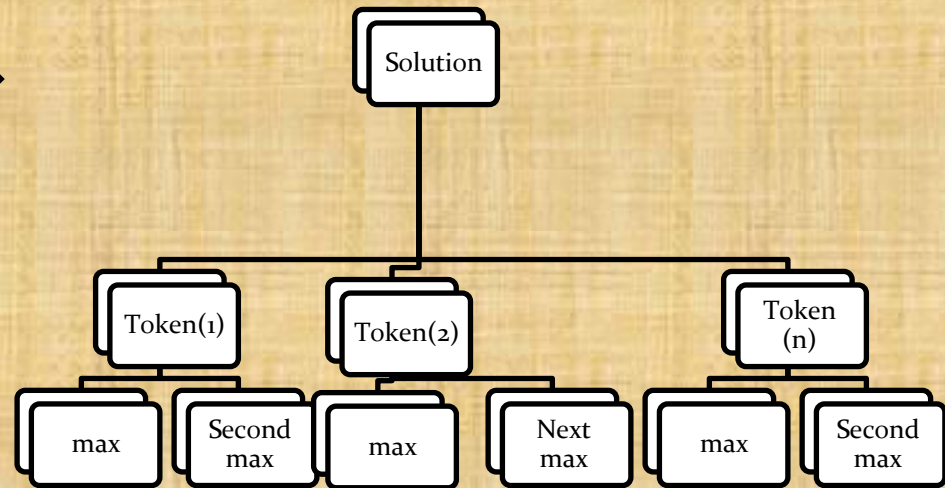 Solution
Token(1)
Token(2)
Token
(n)
max
Second
max
max
Next
max
max
Second
max